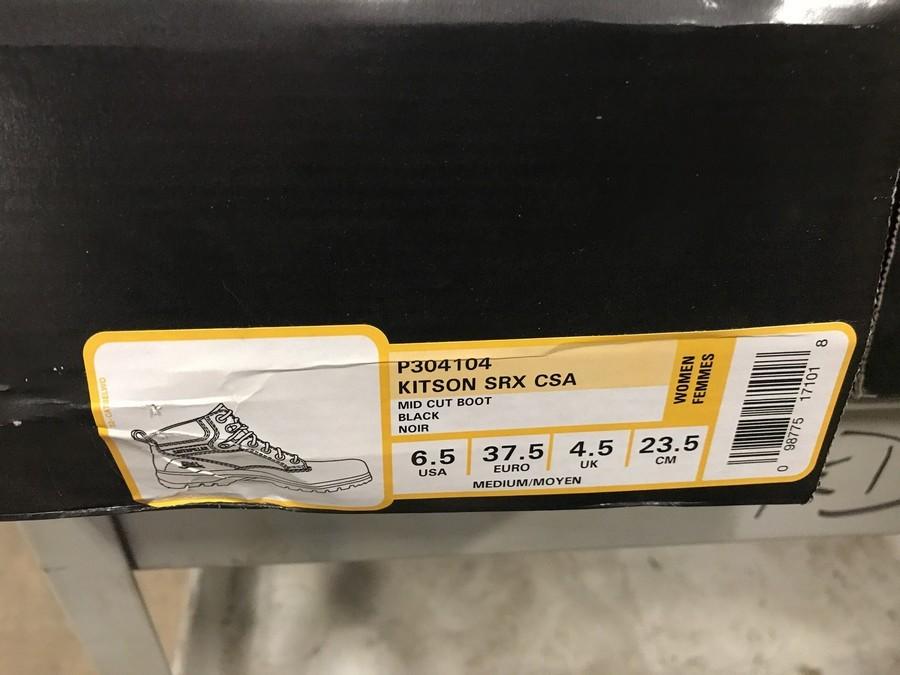 P304104
KITSON SRX CSA
MID CUT BOOT
BLACK
NOIR
WOMEN
FEMMES
6.5 37.5 4.5 23.5
USA EURO UK CM
MEDIUM/MOYEN
0 98775 17101 8